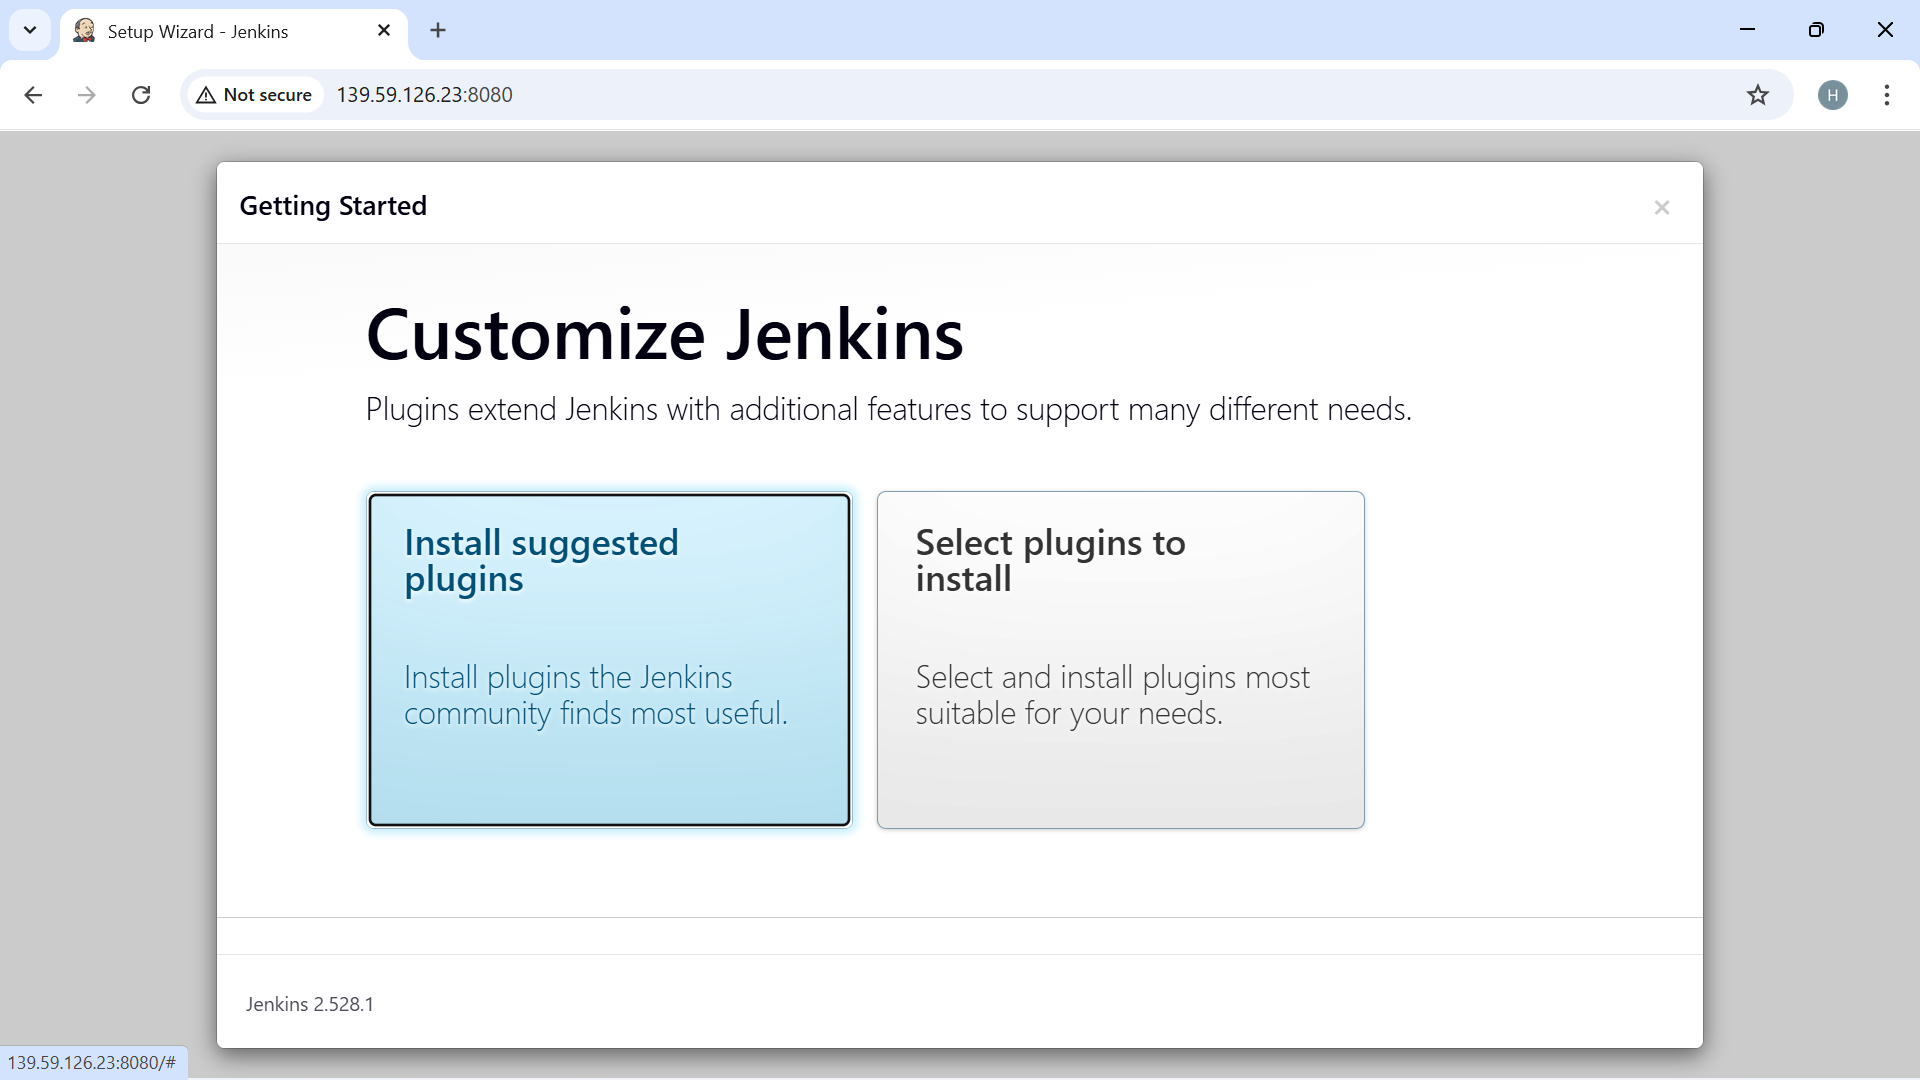 Setup Wizard - Jenkins
Not secure
139.59.126.23:8080
H
Getting Started
Customize Jenkins
Plugins extend Jenkins with additional features to support many different needs.
Install suggested
plugins
Install plugins the Jenkins
community finds most useful.
Select plugins to
install
Select and install plugins most
suitable for your needs.
Jenkins 2.528.1
139.59.126.23:8080/#